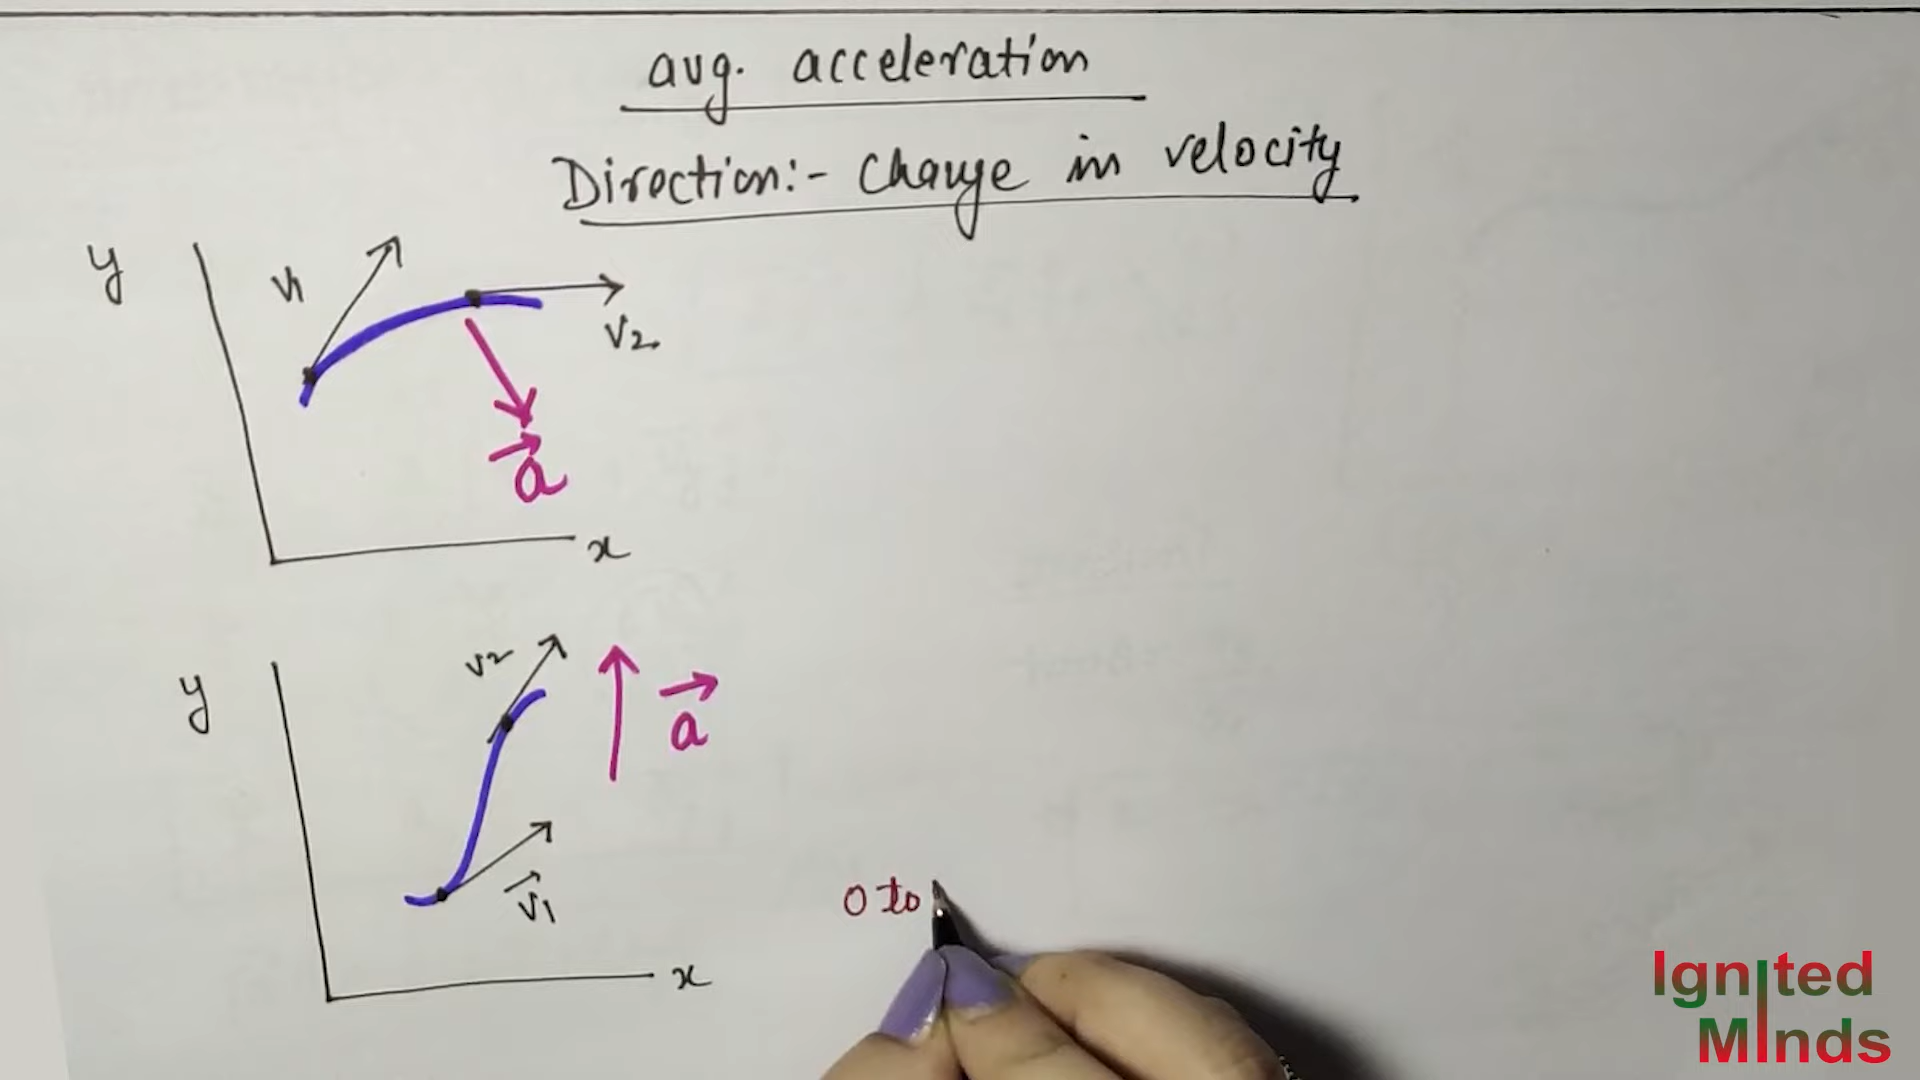 avg. acceleration
Direction:- Change in velocity
y
v1
v2
a
x
y
v2
a
v1
x
0 to
Ignited
Minds